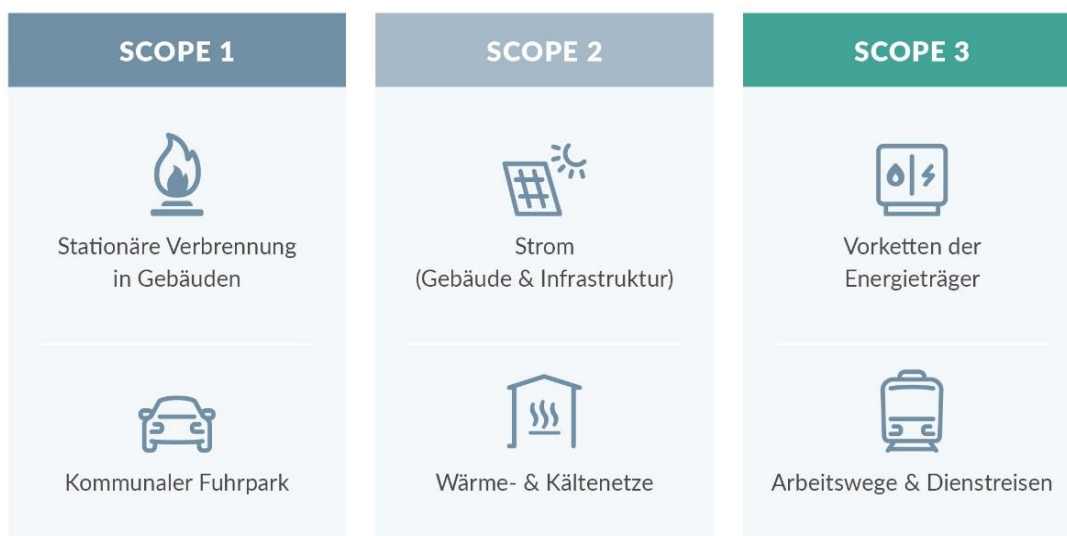 SCOPE 1
Stationäre Verbrennung
in Gebäuden
Kommunaler Fuhrpark
SCOPE 2
Strom
(Gebäude & Infrastruktur)
Wärme- & Kältenetze
SCOPE 3
Vorketten der
Energieträger
Arbeitswege & Dienstreisen